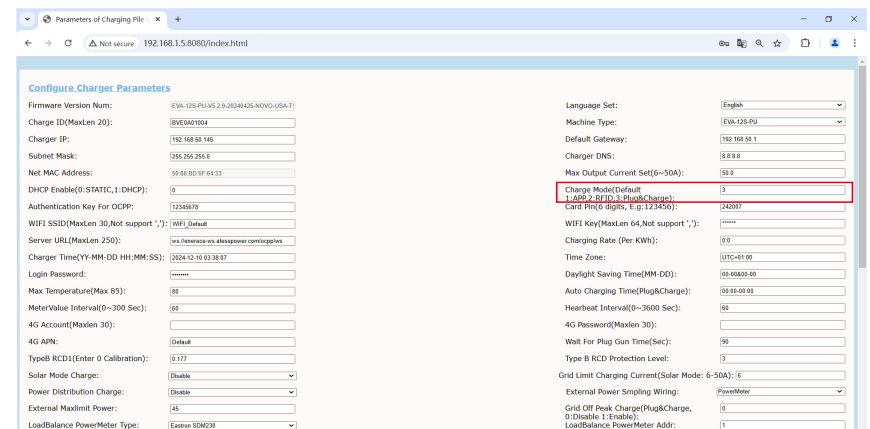 Parameters of Charging Pile
Not secure 192.168.1.5:8080/index.html
Configure Charger Parameters
Firmware Version Num: EVA-12S-PU-V5.2.9-20240425-NOVO-USA-T
Language Set: English
Charge ID(MaxLen 20): BVE0A01004
Machine Type: EVA-12S-PU
Charger IP: 192.168.50.145
Default Gateway: 192.168.50.1
Subnet Mask: 255.255.255.0
Charger DNS: 8.8.8.8
Net MAC Address: 50:88:BD:6F:64:33
Max Output Current Set(6~50A): 50.0
DHCP Enable(0:STATIC,1:DHCP): 0
Charge Mode(Default
1:APP,2:RFID,3:Plug&Charge): 3
Authentication Key For OCPP: 12345678
Card Pin(6 digits, E.g:123456): 242007
WIFI SSID(MaxLen 30,Not support ','): WIFI_Default
WIFI Key(MaxLen 64,Not support ','): ••••••
Server URL(MaxLen 250): ws://enerace-ws.atesspower.com/ocpp/ws
Charging Rate (Per KWh): 0.0
Charger Time(YY-MM-DD HH:MM:SS): 2024-12-10 03:38:07
Time Zone: UTC+01:00
Login Password: ••••••••
Daylight Saving Time(MM-DD): 00-00&00-00
Max Temperature(Max 85): 80
Auto Charging Time(Plug&Charge): 00:00-00:00
MeterValue Interval(0~300 Sec): 60
Hearbeat Interval(0~3600 Sec): 60
4G Account(Maxlen 30):
4G Password(Maxlen 30):
4G APN: Default
Wait For Plug Gun Time(Sec): 90
TypeB RCD1(Enter 0 Calibration): 0.177
Type B RCD Protection Level: 3
Solar Mode Charge: Disable
Grid Limit Charging Current(Solar Mode: 6-50A): 6
Power Distribution Charge: Disable
External Power Smpling Wiring: PowerMeter
External Maxlimit Power: 45
Grid Off Peak Charge(Plug&Charge,
0:Disable 1:Enable): 0
LoadBalance PowerMeter Type: Eastron SDM230
LoadBalance PowerMeter Addr: 1